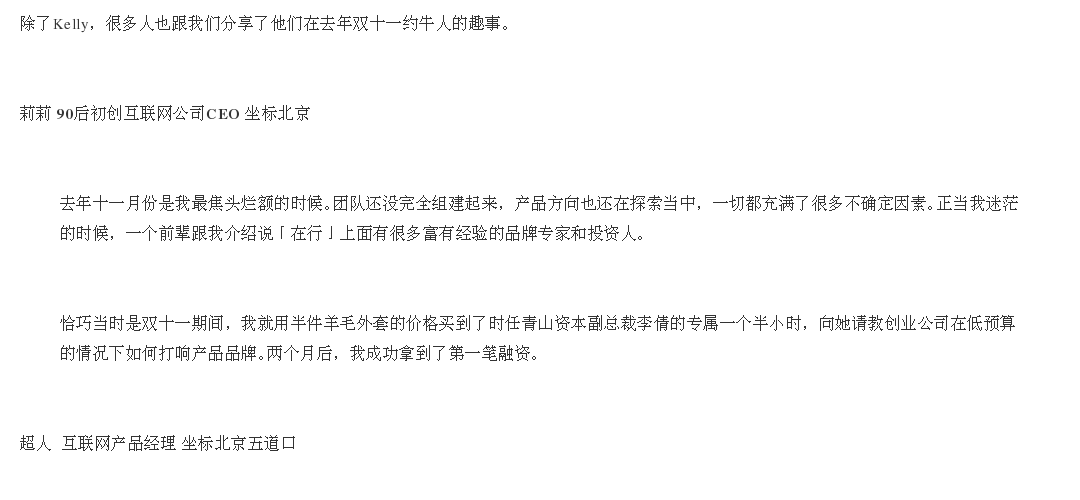 除了Kelly，很多人也跟我们分享了他们在去年双十一约牛人的趣事。
莉莉 90后初创互联网公司CEO 坐标北京
去年十一月份是我最焦头烂额的时候。团队还没完全组建起来，产品方向也还在探索当中，一切都充满了很多不确定因素。正当我迷茫
的时候，一个前辈跟我介绍说「在行」上面有很多富有经验的品牌专家和投资人。
恰巧当时是双十一期间，我就用半件羊毛外套的价格买到了时任青山资本副总裁李倩的专属一个半小时，向她请教创业公司在低预算
的情况下如何打响产品品牌。两个月后，我成功拿到了第一笔融资。
超人 互联网产品经理 坐标北京五道口